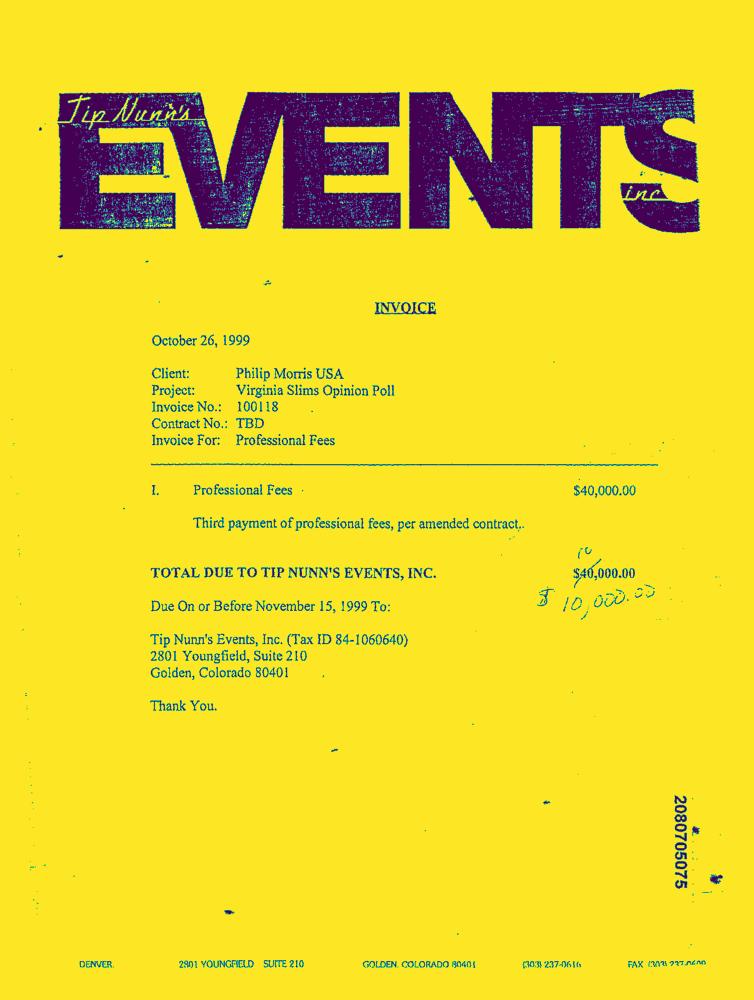 Tip Nunn's
EVENTS
inc
INVOICE
October 26, 1999
Client: Philip Morris USA
Project: Virginia Slims Opinion Poll
Invoice No.: 100118
Contract No.: TBD
Invoice For: Professional Fees
I. Professional Fees $40,000.00
Third payment of professional fees, per amended contract.
10
TOTAL DUE TO TIP NUNN'S EVENTS, INC. $40,000.00
$ 10,000.00
Due On or Before November 15, 1999 To:
Tip Nunn's Events, Inc. (Tax ID 84-1060640)
2801 Youngfield, Suite 210
Golden, Colorado 80401
Thank You.
2080705075
DENVER. 2801 YOUNGFIELD SUITE 210 GOLDEN, COLORADO 80401 (303) 237-0616 FAX (303)